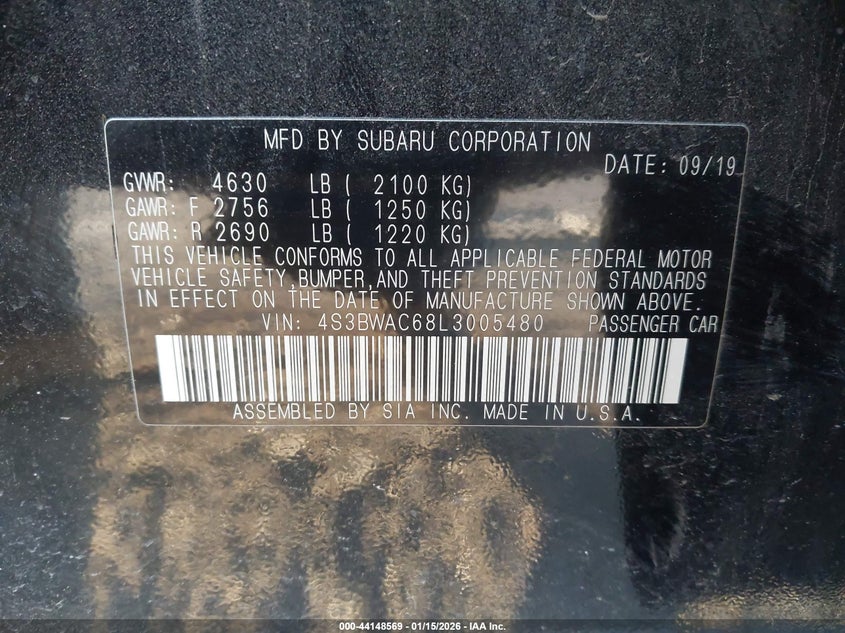 MFD BY SUBARU CORPORATION
DATE: 09/19
GVWR: 4630 LB ( 2100 KG)
GAWR: F 2756 LB ( 1250 KG)
GAWR: R 2690 LB ( 1220 KG)
THIS VEHICLE CONFORMS TO ALL APPLICABLE FEDERAL MOTOR
VEHICLE SAFETY,BUMPER,AND THEFT PREVENTION STANDARDS
IN EFFECT ON THE DATE OF MANUFACTURE SHOWN ABOVE.
VIN: 4S3BWAC68L3005480 PASSENGER CAR
ASSEMBLED BY SIA INC. MADE IN U.S.A.
000-44148569 - 01/15/2026 - IAA Inc.